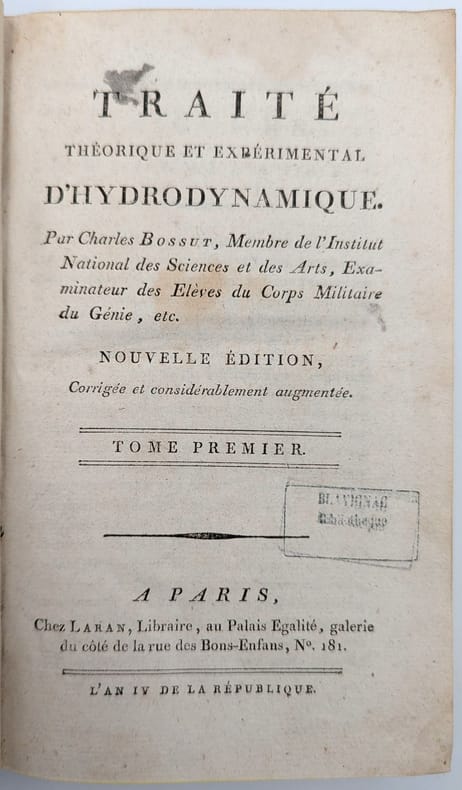 TRAITÉ
THÉORIQUE ET EXPÉRIMENTAL
D'HYDRODYNAMIQUE.
Par Charles BOSSUT, Membre de l'Institut
National des Sciences et des Arts, Exa-
minateur des Elèves du Corps Militaire
du Génie, etc.
NOUVELLE ÉDITION,
Corrigée et considérablement augmentée.
TOME PREMIER.
BLAVIGNAC
Bibliothèque
A PARIS,
Chez LARAN, Libraire, au Palais Egalité, galerie
du côté de la rue des Bons-Enfans, Nº. 181.
L'AN IV DE LA RÉPUBLIQUE.